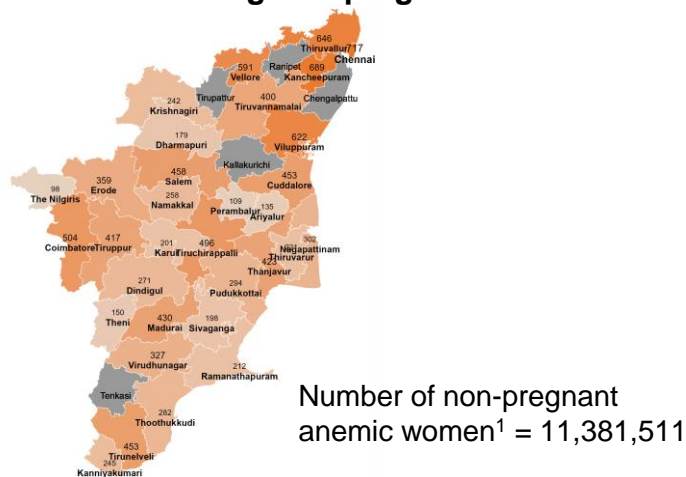 646
Thiruvallur
717
Chennai
Ranipet
591
Vellore
689
Kancheepuram
Tirupattur
400
Tiruvannamalai
Chengalpattu
242
Krishnagiri
179
Dharmapuri
622
Viluppuram
Kallakurichi
98
The Nilgiris
359
Erode
458
Salem
453
Cuddalore
258
Namakkal
109
Perambalur
135
Ariyalur
504
Coimbatore
417
Tiruppur
201
Karur
496
Tiruchirappalli
302
Nagapattinam
Thiruvarur
423
Thanjavur
271
Dindigul
294
Pudukkottai
150
Theni
430
Madurai
198
Sivaganga
327
Virudhunagar
212
Ramanathapuram
Tenkasi
282
Thoothukkudi
453
Tirunelveli
245
Kanniyakumari
Number of non-pregnant
anemic women¹ = 11,381,511